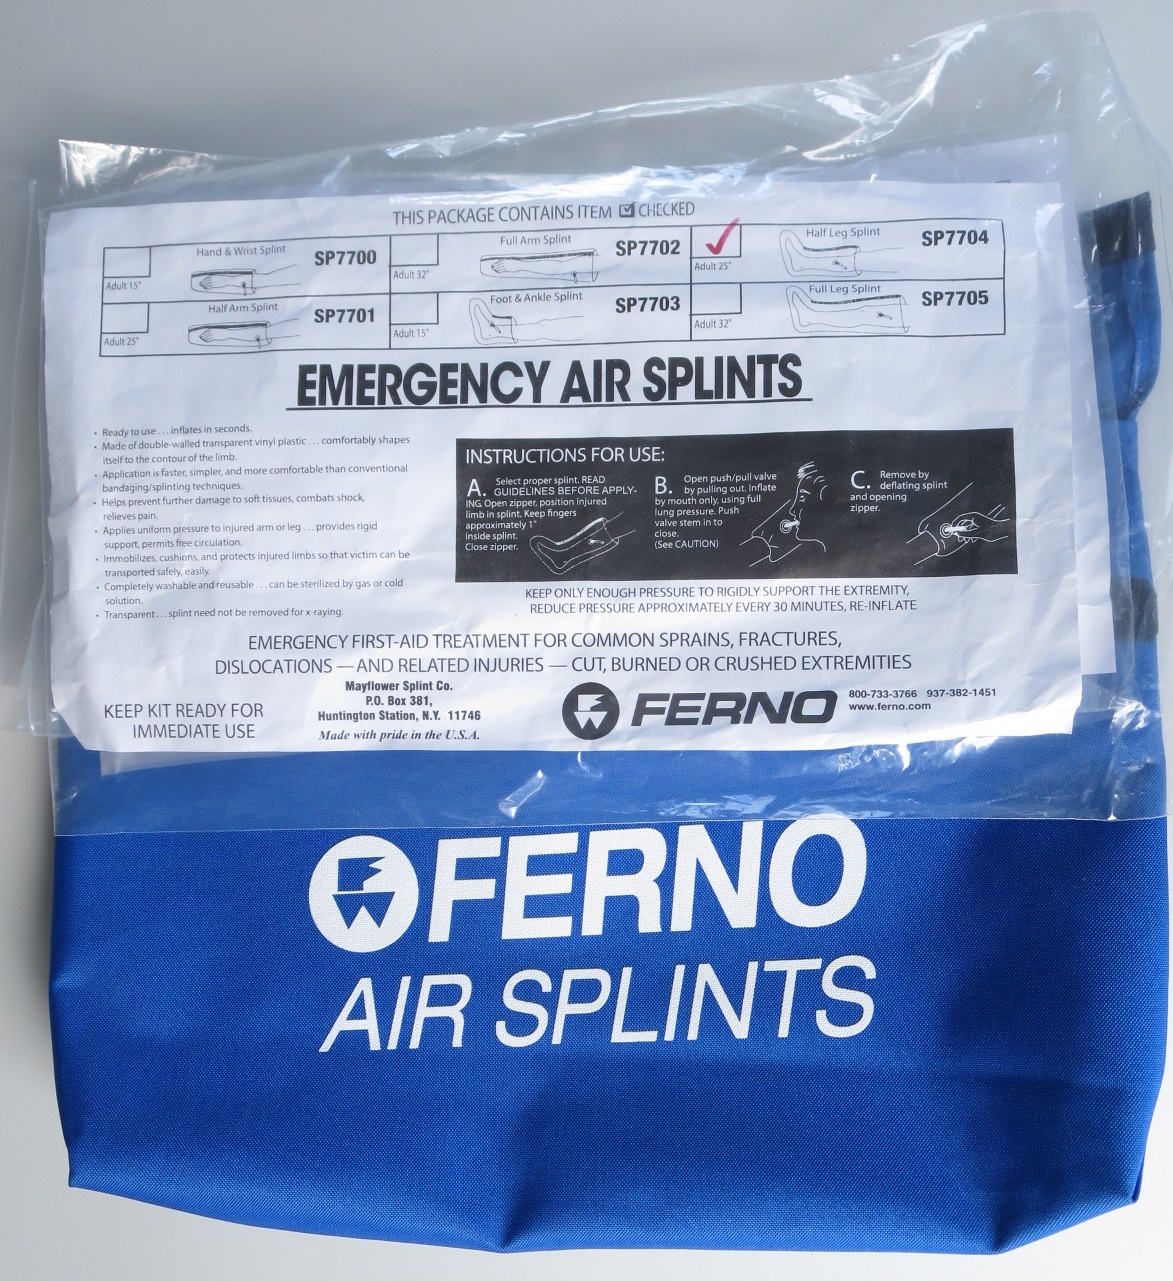 THIS PACKAGE CONTAINS ITEM ☑ CHECKED
Hand & Wrist Splint SP7700
Adult 15"
Full Arm Splint SP7702
Adult 32"
Half Leg Splint SP7704
Adult 25"
Half Arm Splint SP7701
Adult 25"
Foot & Ankle Splint SP7703
Adult 15"
Full Leg Splint SP7705
Adult 32"
EMERGENCY AIR SPLINTS
• Ready to use . . . inflates in seconds.
• Made of double-walled transparent vinyl plastic . . . comfortably shapes
itself to the contour of the limb.
• Application is faster, simpler, and more comfortable than conventional
bandaging/splinting techniques.
• Helps prevent further damage to soft tissues, combats shock,
relieves pain.
• Applies uniform pressure to injured arm or leg . . . provides rigid
support, permits free circulation.
• Immobilizes, cushions, and protects injured limbs so that victim can be
transported safely, easily.
• Completely washable and reusable . . . can be sterilized by gas or cold
solution.
• Transparent . . . splint need not be removed for x-raying.
INSTRUCTIONS FOR USE:
A. Select proper splint. READ
GUIDELINES BEFORE APPLY-
ING. Open zipper, position injured
limb in splint. Keep fingers
approximately 1"
inside splint.
Close zipper.
B. Open push/pull valve
by pulling out. Inflate
by mouth only, using full
lung pressure. Push
valve stem in to
close.
(See CAUTION)
C. Remove by
deflating splint
and opening
zipper.
KEEP ONLY ENOUGH PRESSURE TO RIGIDLY SUPPORT THE EXTREMITY,
REDUCE PRESSURE APPROXIMATELY EVERY 30 MINUTES, RE-INFLATE
EMERGENCY FIRST-AID TREATMENT FOR COMMON SPRAINS, FRACTURES,
DISLOCATIONS — AND RELATED INJURIES — CUT, BURNED OR CRUSHED EXTREMITIES
KEEP KIT READY FOR
IMMEDIATE USE
Mayflower Splint Co.
P.O. Box 381,
Huntington Station, N.Y. 11746
Made with pride in the U.S.A.
FERNO
800-733-3766 937-382-1451
www.ferno.com
FERNO
AIR SPLINTS